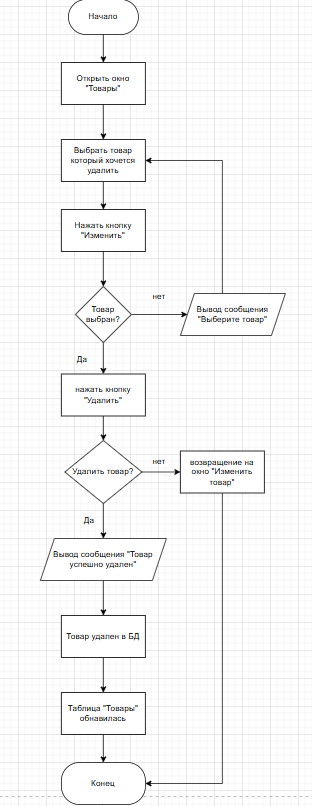 Начало
Открыть окно
"Товары"
Выбрать товар
который хочется
удалить
Нажать кнопку
"Изменить"
Товар
выбран?
нет
Вывод сообщения
"Выберите товар"
Да
нажать кнопку
"Удалить"
Удалить товар?
нет
возвращение на
окно "Изменить
товар"
Да
Вывод сообщения "Товар
успешно удален"
Товар удален в БД
Таблица "Товары"
обнавилась
Конец